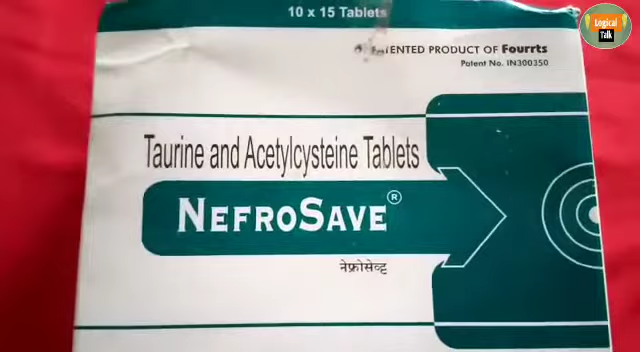 10 x 15 Tablets
Logical
Talk
PATENTED PRODUCT OF Fourrts
Patent No. IN300350
Taurine and Acetylcysteine Tablets
NEFROSAVE®
नेफ्रोसेव्ह